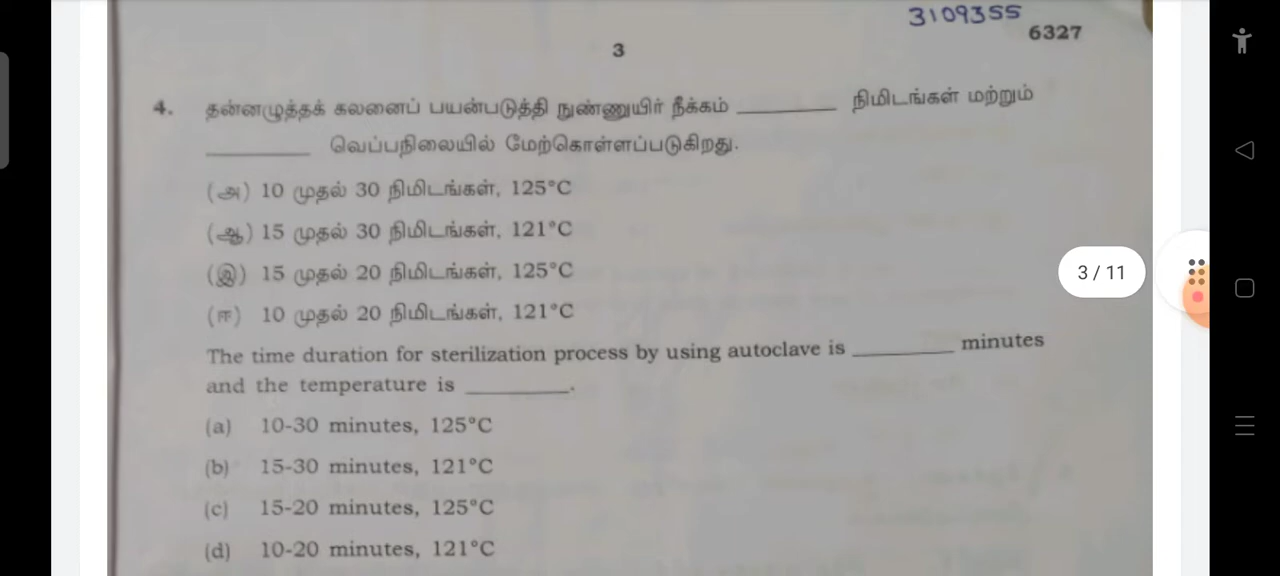 3109355
6327
3
4. தன்னழுத்தக் கலனைப் பயன்படுத்தி நுண்ணுயிர் நீக்கம் ________ நிமிடங்கள் மற்றும்
________ வெப்பநிலையில் மேற்கொள்ளப்படுகிறது.
(அ) 10 முதல் 30 நிமிடங்கள், 125°C
(ஆ) 15 முதல் 30 நிமிடங்கள், 121°C
(இ) 15 முதல் 20 நிமிடங்கள், 125°C
(ஈ) 10 முதல் 20 நிமிடங்கள், 121°C
3 / 11
The time duration for sterilization process by using autoclave is ________ minutes
and the temperature is ________.
(a) 10-30 minutes, 125°C
(b) 15-30 minutes, 121°C
(c) 15-20 minutes, 125°C
(d) 10-20 minutes, 121°C